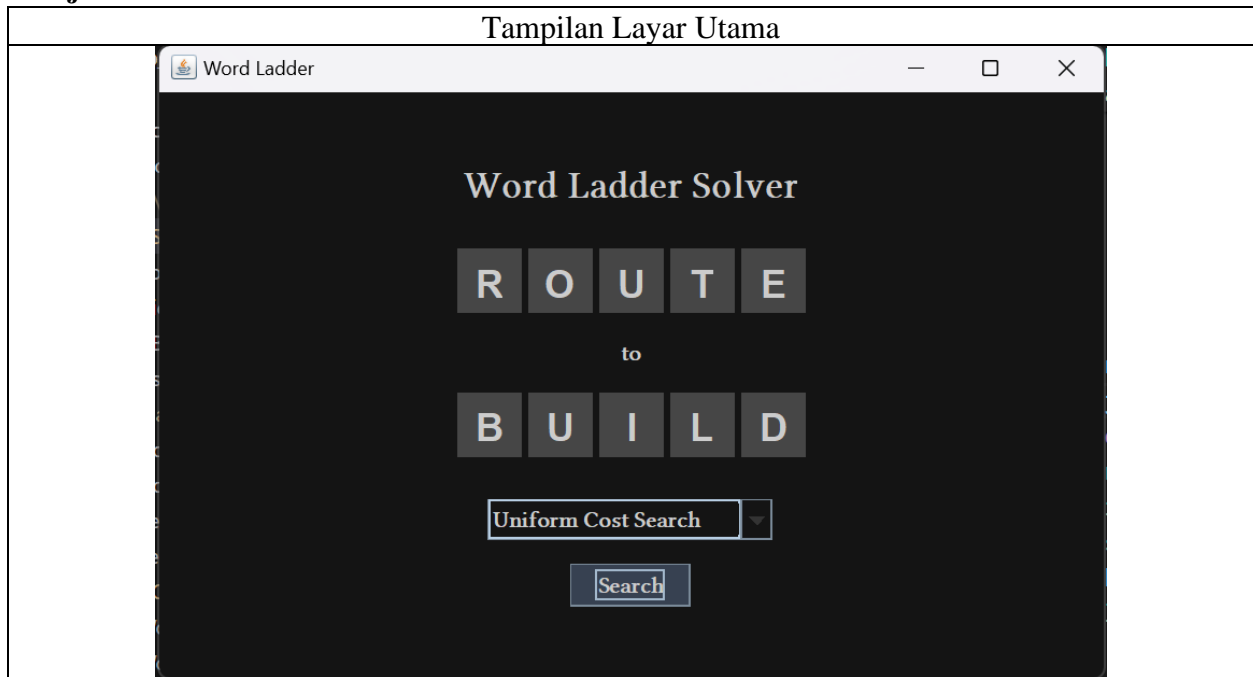 Tampilan Layar Utama
Word Ladder
Word Ladder Solver
R O U T E
to
B U I L D
Uniform Cost Search
Search